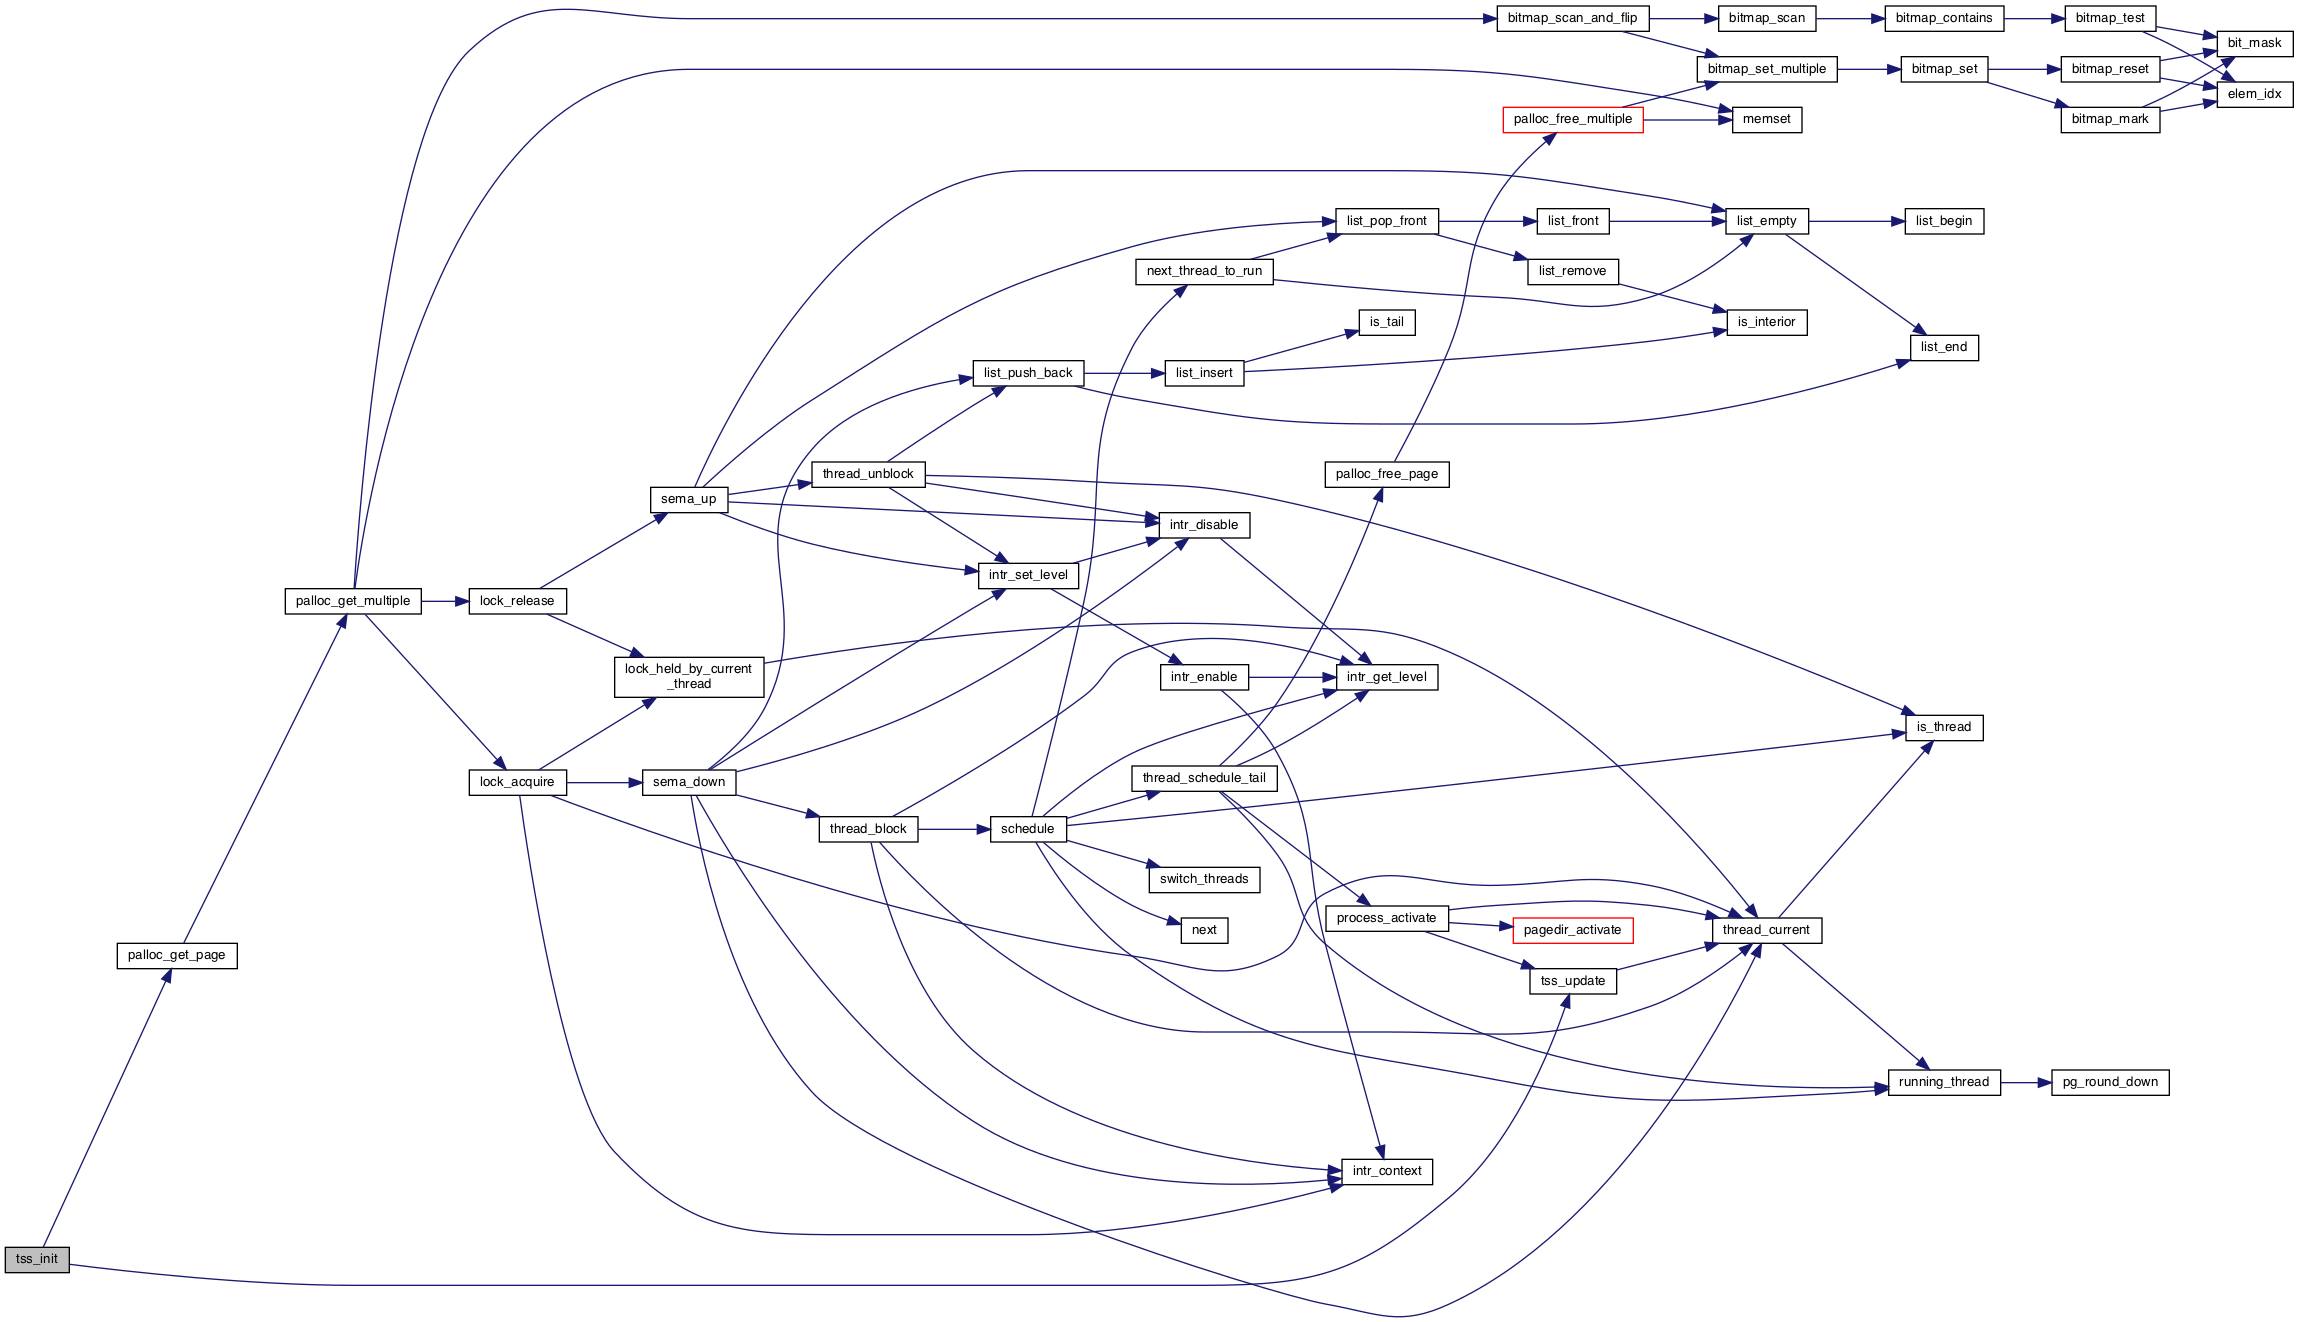 bitmap_scan_and_flip
bitmap_scan
bitmap_contains
bitmap_test
bit_mask
bitmap_set_multiple
bitmap_set
bitmap_reset
elem_idx
palloc_free_multiple
memset
bitmap_mark
list_pop_front
list_front
list_empty
list_begin
next_thread_to_run
list_remove
is_tail
is_interior
list_end
list_push_back
list_insert
thread_unblock
palloc_free_page
sema_up
intr_disable
intr_set_level
palloc_get_multiple
lock_release
lock_held_by_current
_thread
intr_enable
intr_get_level
is_thread
lock_acquire
sema_down
thread_schedule_tail
thread_block
schedule
switch_threads
process_activate
next
pagedir_activate
thread_current
palloc_get_page
tss_update
running_thread
pg_round_down
intr_context
tss_init